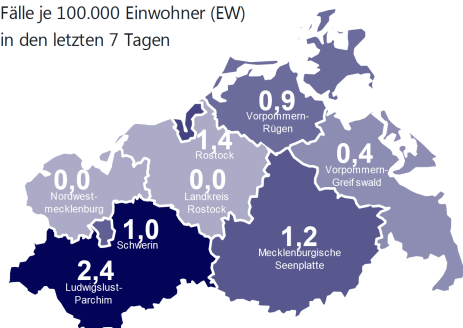 Fälle je 100.000 Einwohner (EW)
in den letzten 7 Tagen
0,9
Vorpommern-
Rügen
1,4
Rostock
0,4
Vorpommern-
Greifswald
0,0
Nordwest-
mecklenburg
0,0
Landkreis
Rostock
1,0
Schwerin
1,2
Mecklenburgische
Seenplatte
2,4
Ludwigslust-
Parchim